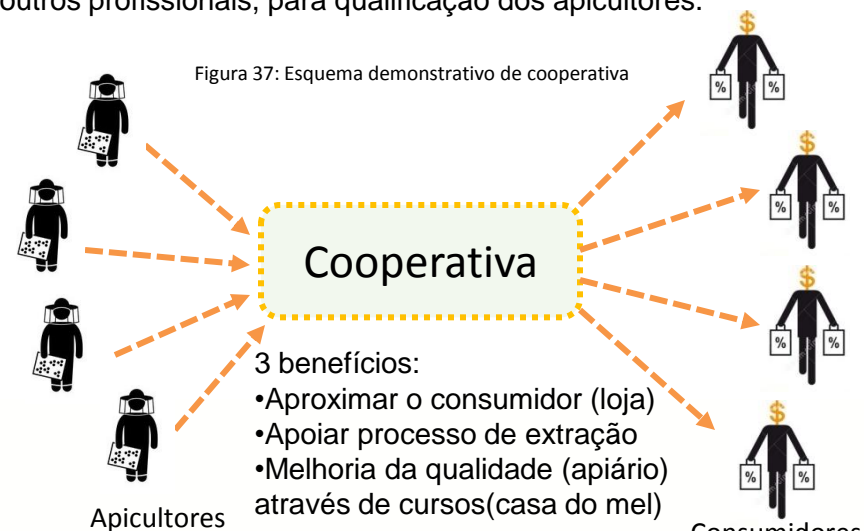 outros profissionais, para qualificação dos apicultores.
Figura 37: Esquema demonstrativo de cooperativa
$
% %
$
% %
Cooperativa
$
% %
3 benefícios:
•Aproximar o consumidor (loja)
•Apoiar processo de extração
•Melhoria da qualidade (apiário)
através de cursos(casa do mel)
$
% %
Apicultores
Consumidores